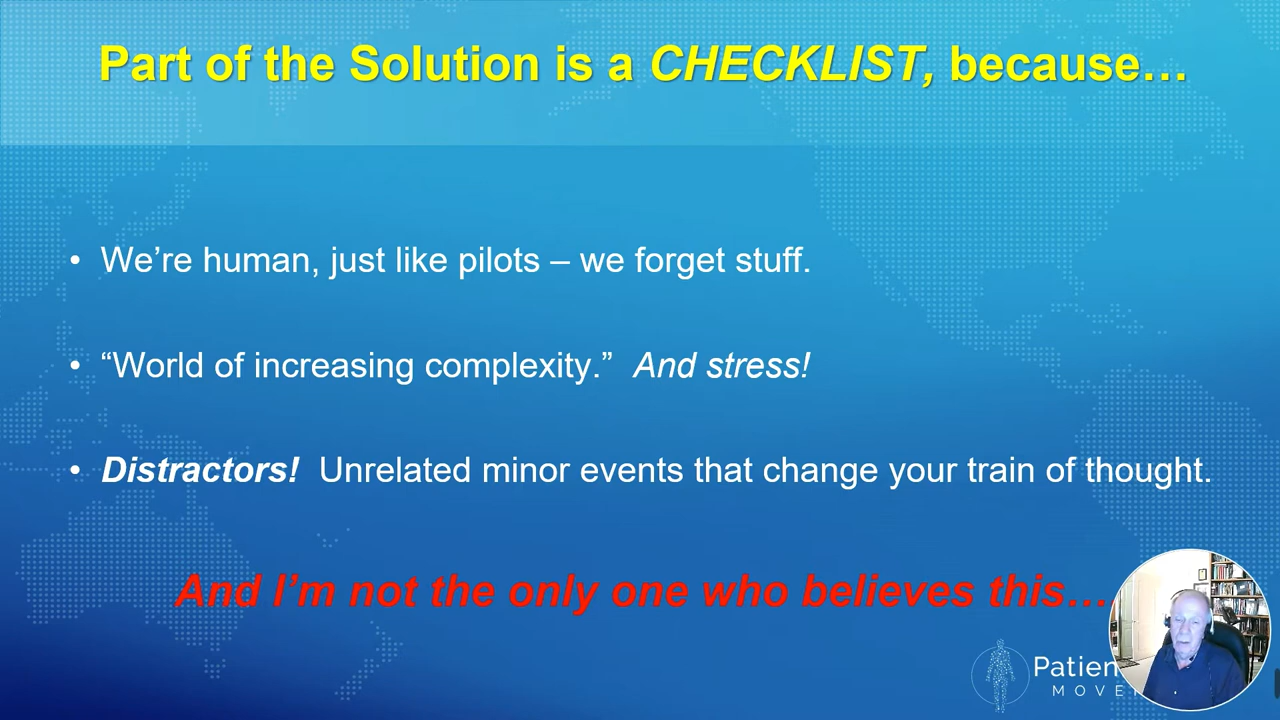 Part of the Solution is a CHECKLIST, because…
• We’re human, just like pilots – we forget stuff.
• “World of increasing complexity.” And stress!
• Distractors! Unrelated minor events that change your train of thought.
And I’m not the only one who believes this…